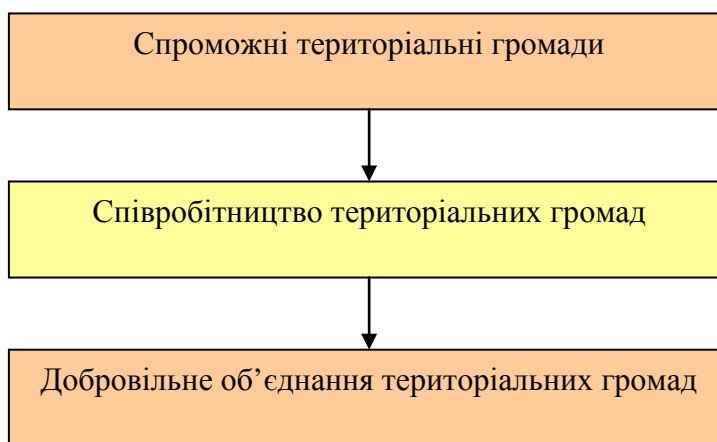 Спроможні територіальні громади
Співробітництво територіальних громад
Добровільне об’єднання територіальних громад